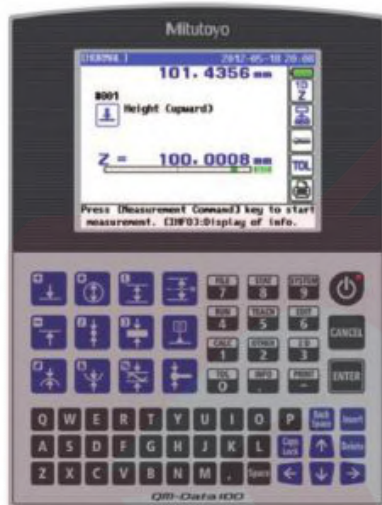 Mitutoyo
[NORMAL ] 2012-05-18 20:08
101.4356 mm
1D
Z
#001
Height (upward)
Z = 100.0008 mm
TOL
Press [Measurement Command] key to start
measurement. [INFO]:Display of info.
FILE STAT SYSTEM
7 8 9
RUN TEACH EDIT
4 5 6
CANCEL
CALC OTHER 2D
1 2 3
TOL INFO PRINT
0 . -
ENTER
Q W E R T Y U I O P Back Space Insert
A S D F G H J K L Caps Lock Delete
Z X C V B N M , Space
QM-Data100